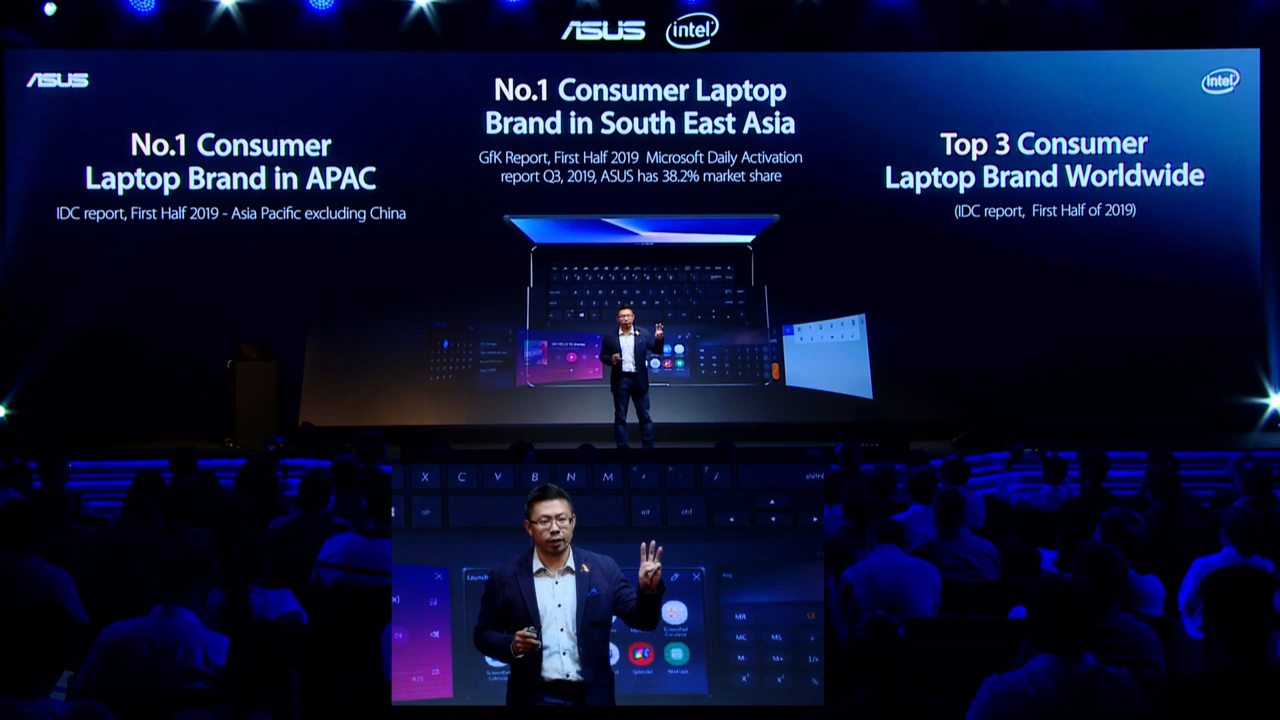 ASUS intel
ASUS
intel
No.1 Consumer
Laptop Brand in APAC
IDC report, First Half 2019 - Asia Pacific excluding China
No.1 Consumer Laptop
Brand in South East Asia
GfK Report, First Half 2019 Microsoft Daily Activation
report Q3, 2019, ASUS has 38.2% market share
Top 3 Consumer
Laptop Brand Worldwide
(IDC report, First Half of 2019)
X C V B N M
alt alt ctrl
MR
MC MS
M- M+ 1/x